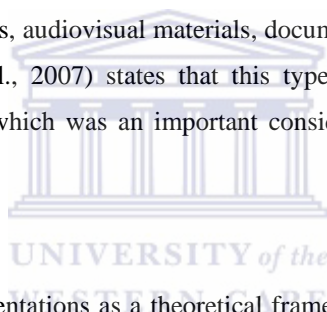 s, audiovisual materials, docum
l., 2007) states that this type
which was an important consid
UNIVERSITY of the
WESTERN CAPE
entations as a theoretical frame